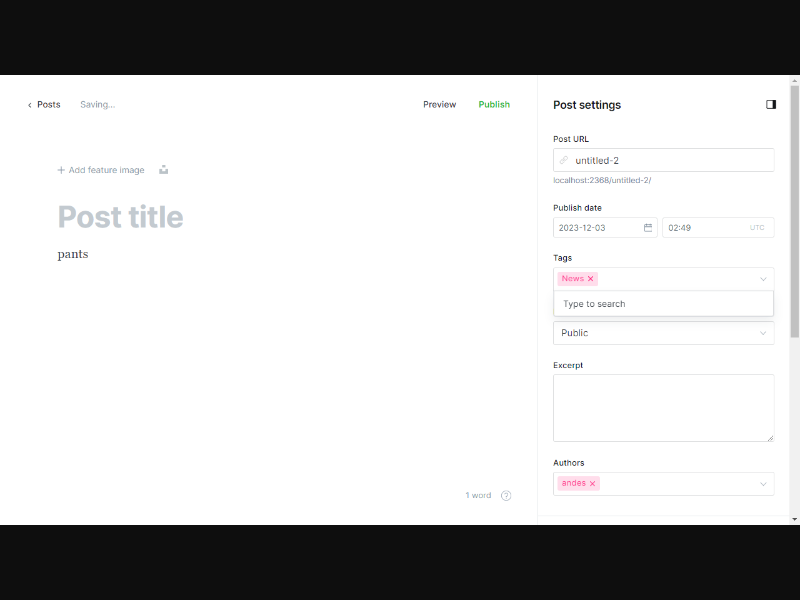 Posts
Saving...
Preview
Publish
Add feature image
Post title
pants
1 word
?
Post settings
Post URL
untitled-2
localhost:2368/untitled-2/
Publish date
2023-12-03
02:49
UTC
Tags
News ×
Type to search
Public
Excerpt
Authors
andes ×